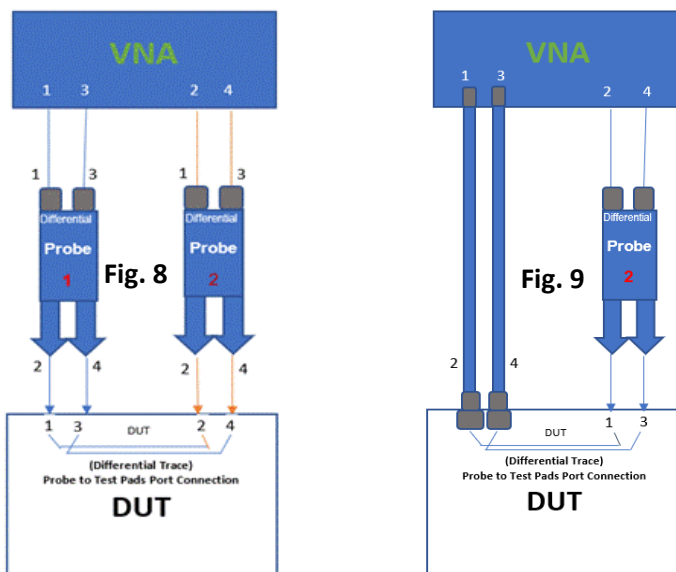 VNA
1 3 2 4
1 3 1 3
Differential
Probe
1
Differential
Probe
2
Fig. 8
2 4 2 4
1 3 DUT 2 4
(Differential Trace)
Probe to Test Pads Port Connection
DUT
VNA
1 3
2 4
Differential
Probe
2
Fig. 9
2 4
DUT 1 3
(Differential Trace)
Probe to Test Pads Port Connection
DUT